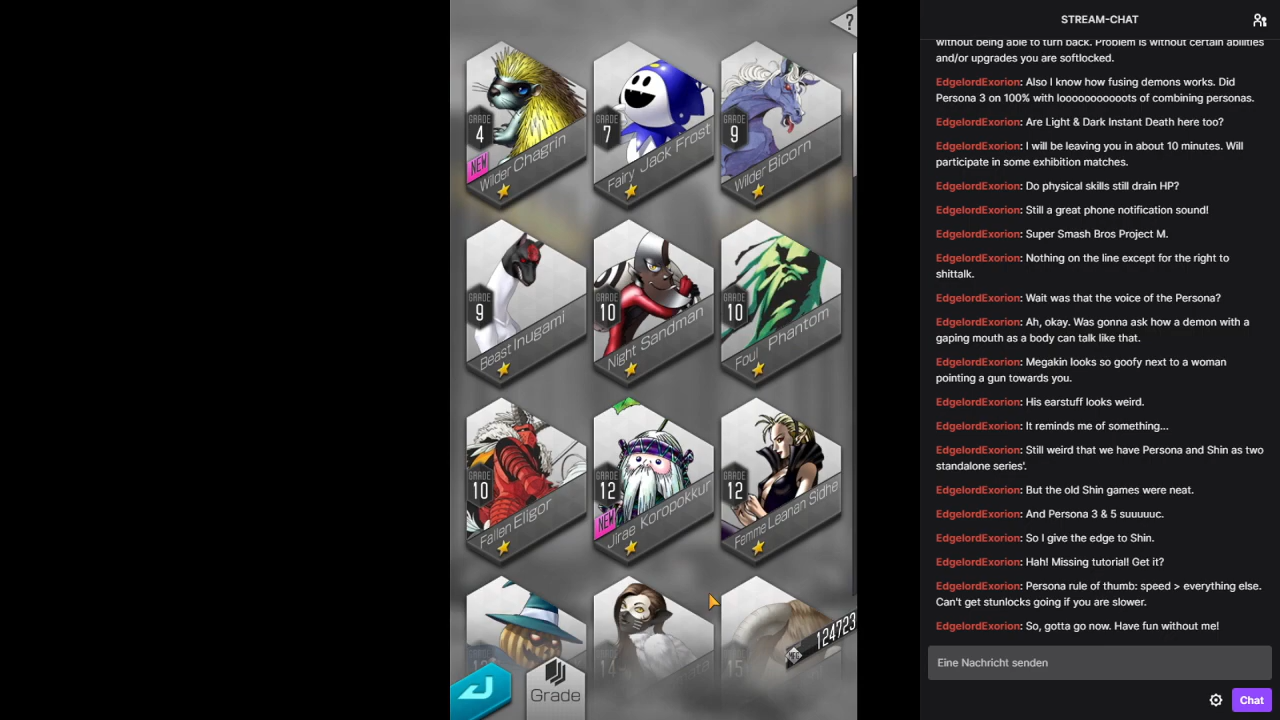 ?
GRADE
4
NEW
Wilder Chagrin
GRADE
7
Fairy Jack Frost
GRADE
9
Wilder Bicorn
GRADE
9
Beast Inugami
GRADE
10
Night Sandman
GRADE
10
Foul Phantom
GRADE
10
Fallen Eligor
GRADE
12
NEW
Jirae Koropokkur
GRADE
12
Femme Leanan Sidhe
14
15
124723
Grade
STREAM-CHAT
without being able to turn back. Problem is without certain abilities
and/or upgrades you are softlocked.
EdgelordExorion: Also I know how fusing demons works. Did
Persona 3 on 100% with looooooooooots of combining personas.
EdgelordExorion: Are Light & Dark Instant Death here too?
EdgelordExorion: I will be leaving you in about 10 minutes. Will
participate in some exhibition matches.
EdgelordExorion: Do physical skills still drain HP?
EdgelordExorion: Still a great phone notification sound!
EdgelordExorion: Super Smash Bros Project M.
EdgelordExorion: Nothing on the line except for the right to
shittalk.
EdgelordExorion: Wait was that the voice of the Persona?
EdgelordExorion: Ah, okay. Was gonna ask how a demon with a
gaping mouth as a body can talk like that.
EdgelordExorion: Megakin looks so goofy next to a woman
pointing a gun towards you.
EdgelordExorion: His earstuff looks weird.
EdgelordExorion: It reminds me of something...
EdgelordExorion: Still weird that we have Persona and Shin as two
standalone series'.
EdgelordExorion: But the old Shin games were neat.
EdgelordExorion: And Persona 3 & 5 suuuuuc.
EdgelordExorion: So I give the edge to Shin.
EdgelordExorion: Hah! Missing tutorial! Get it?
EdgelordExorion: Persona rule of thumb: speed > everything else.
Can't get stunlocks going if you are slower.
EdgelordExorion: So, gotta go now. Have fun without me!
Eine Nachricht senden
Chat